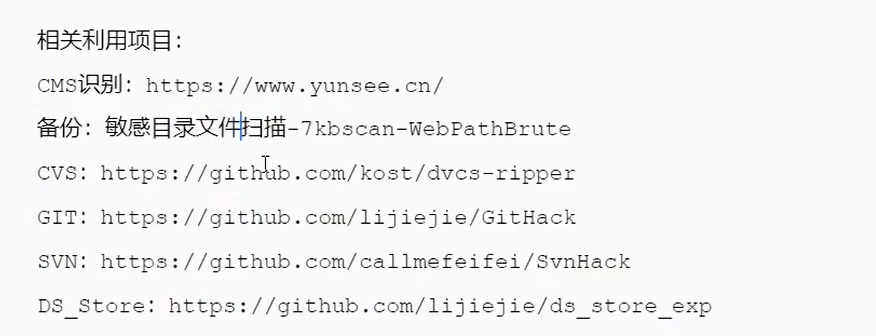 相关利用项目:
CMS识别: https://www.yunsee.cn/
备份: 敏感目录文件扫描-7kbscan-WebPathBrute
CVS: https://github.com/kost/dvcs-ripper
GIT: https://github.com/lijiejie/GitHack
SVN: https://github.com/callmefeifei/SvnHack
DS_Store: https://github.com/lijiejie/ds_store_exp